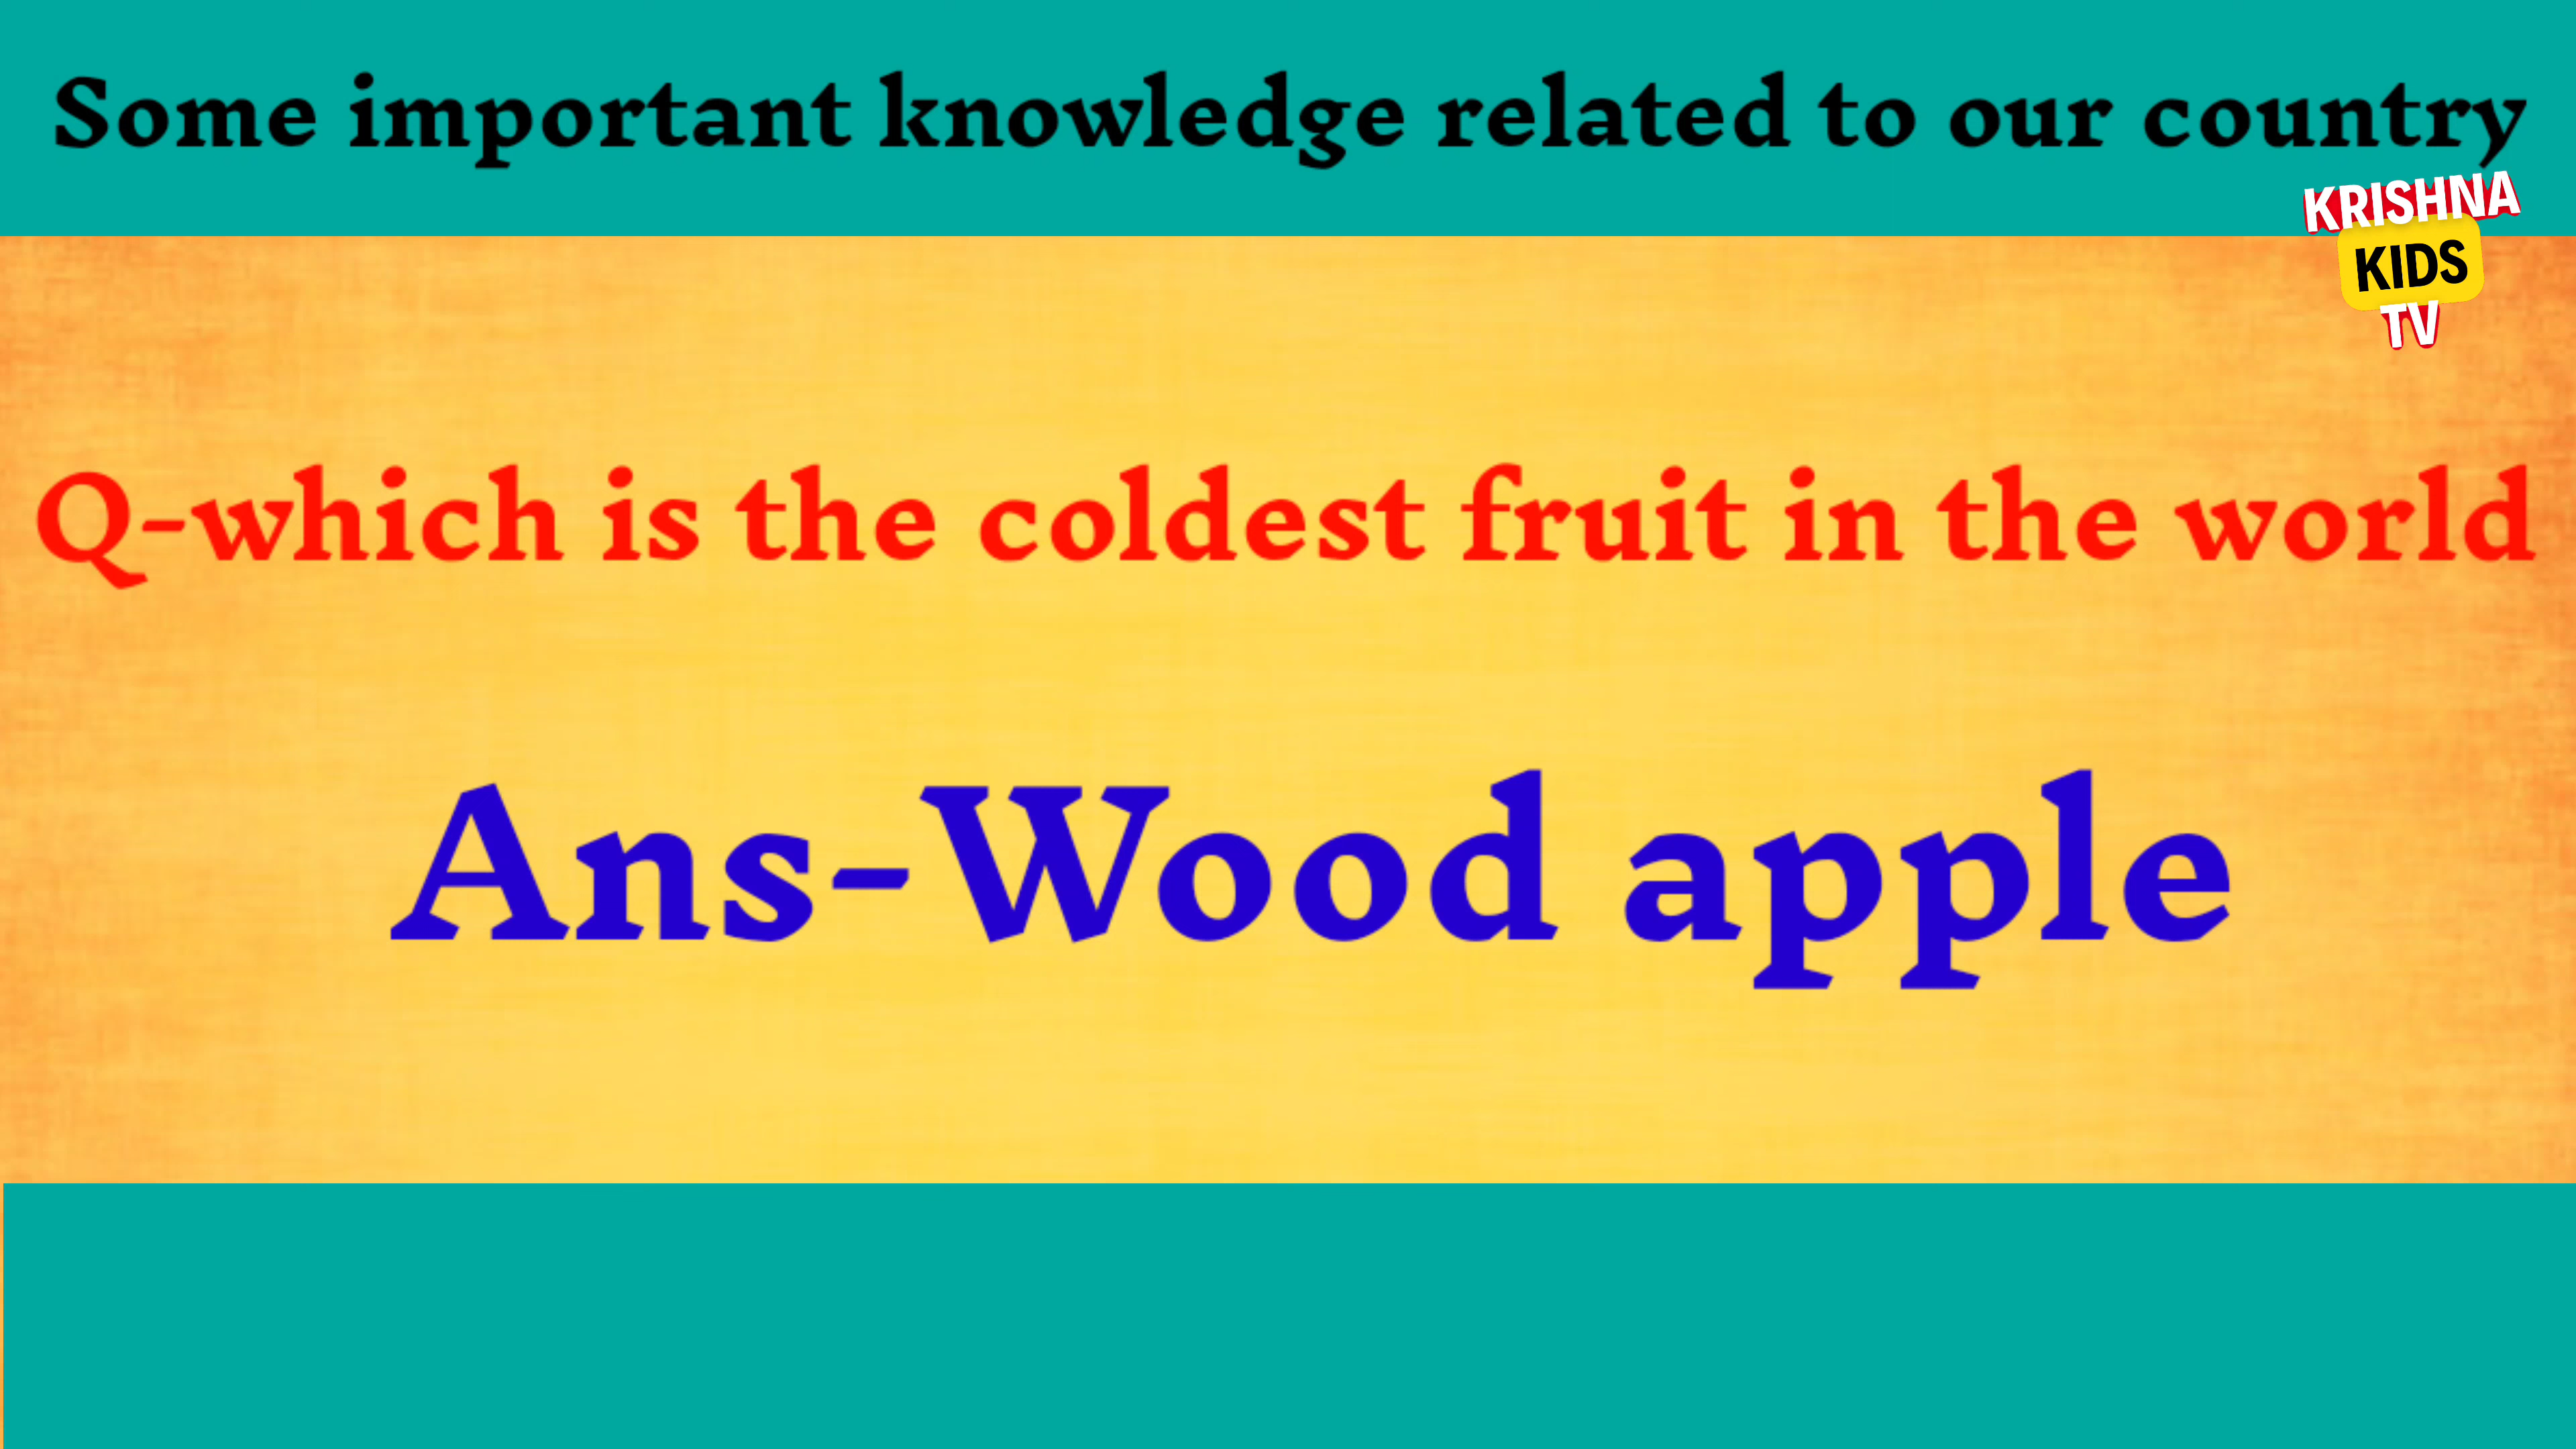 Some important knowledge related to our country
KRISHNA
KIDS
TV
Q-which is the coldest fruit in the world
Ans-Wood apple